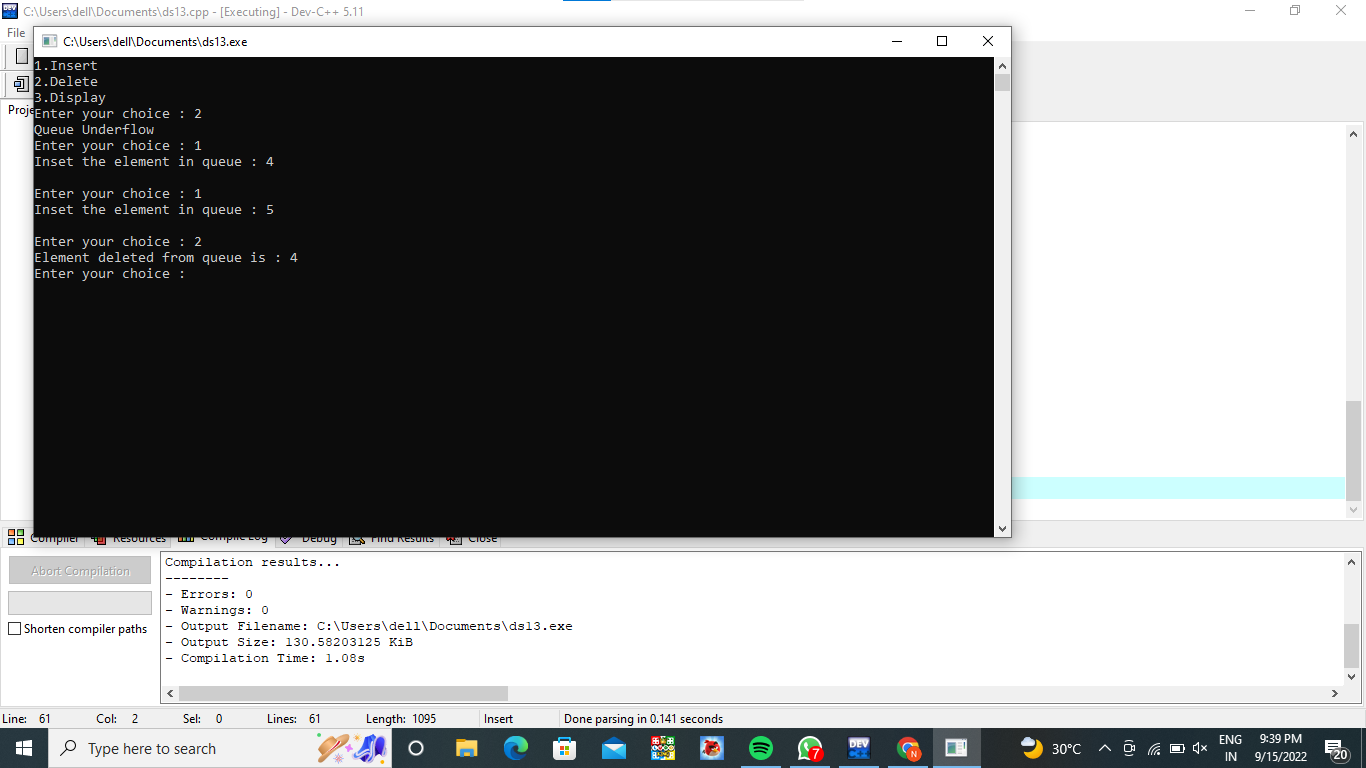 C:\Users\dell\Documents\ds13.cpp - [Executing] - Dev-C++ 5.11
File
C:\Users\dell\Documents\ds13.exe
1.Insert
2.Delete
3.Display
Enter your choice : 2
Queue Underflow
Enter your choice : 1
Inset the element in queue : 4
Enter your choice : 1
Inset the element in queue : 5
Enter your choice : 2
Element deleted from queue is : 4
Enter your choice :
Compiler Resources Compile Log Debug Find Results Close
Abort Compilation
Shorten compiler paths
Compilation results...
--------
- Errors: 0
- Warnings: 0
- Output Filename: C:\Users\dell\Documents\ds13.exe
- Output Size: 130.58203125 KiB
- Compilation Time: 1.08s
Line: 61 Col: 2 Sel: 0 Lines: 61 Length: 1095 Insert Done parsing in 0.141 seconds
Type here to search
7
DEV
N
30°C
ENG
IN
9:39 PM
9/15/2022
20